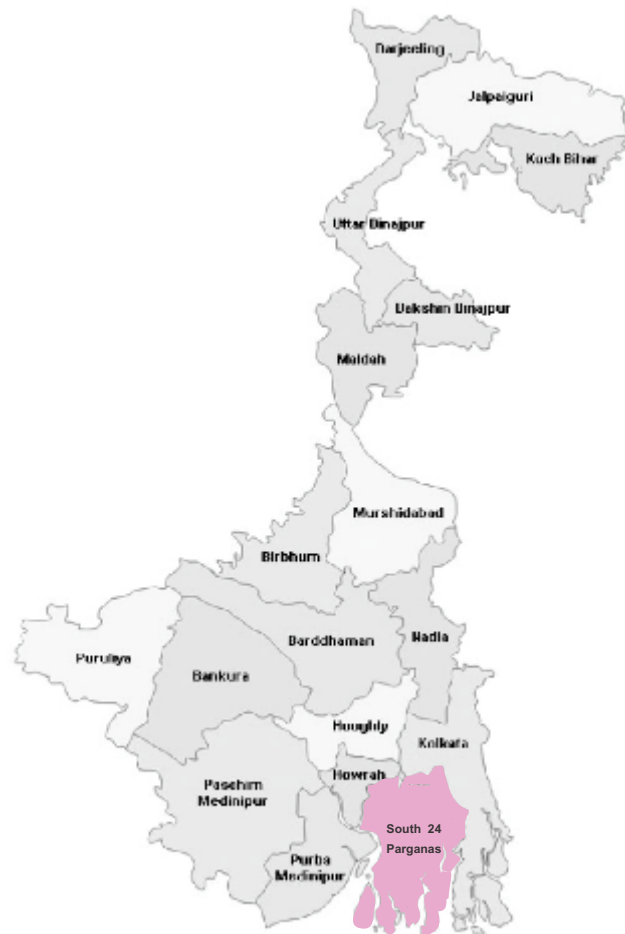 Darjeeling
Jalpaiguri
Koch Bihar
Uttar Dinajpur
Dakshin Dinajpur
Maldah
Murshidabad
Birbhum
Barddhaman
Nadia
Puruliya
Bankura
Hooghly
Kolkata
Howrah
Paschim
Medinipur
South 24
Parganas
Purba
Medinipur